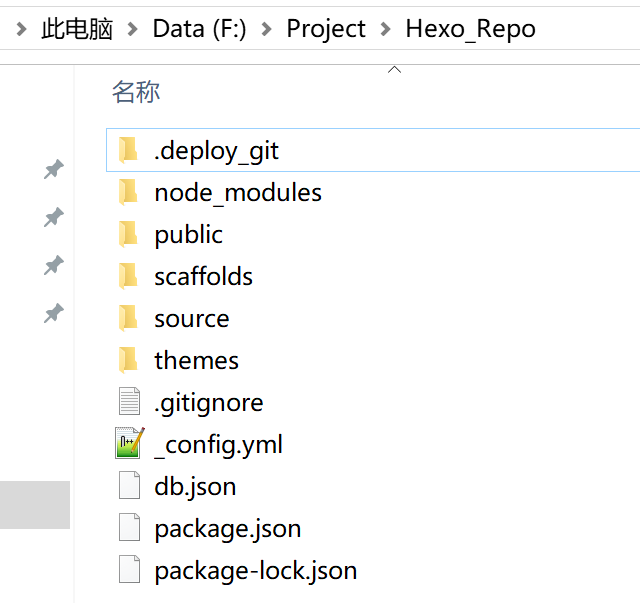 此电脑 > Data (F:) > Project > Hexo_Repo
名称
.deploy_git
node_modules
public
scaffolds
source
themes
.gitignore
_config.yml
db.json
package.json
package-lock.json